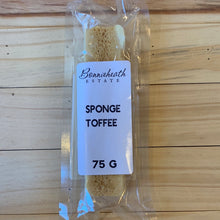 Bonnieheath
ESTATE
SPONGE
TOFFEE
75 G